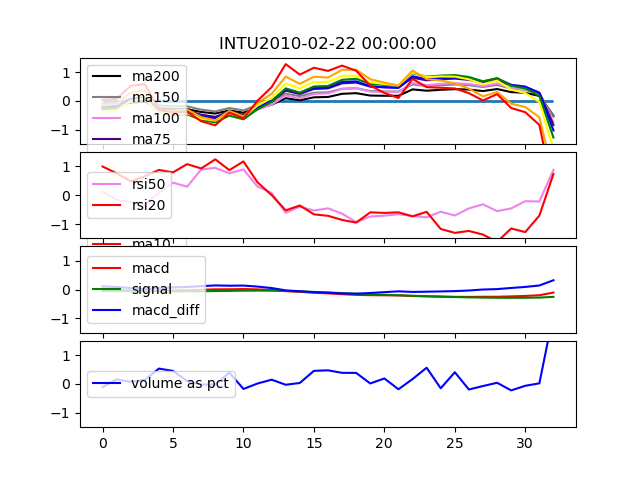 INTU2010-02-22 00:00:00
1
0
−1
ma200
ma150
ma100
ma75
1
0
−1
rsi50
rsi20
ma10
1
0
−1
macd
signal
macd_diff
1
0
−1
volume as pct
0 5 10 15 20 25 30